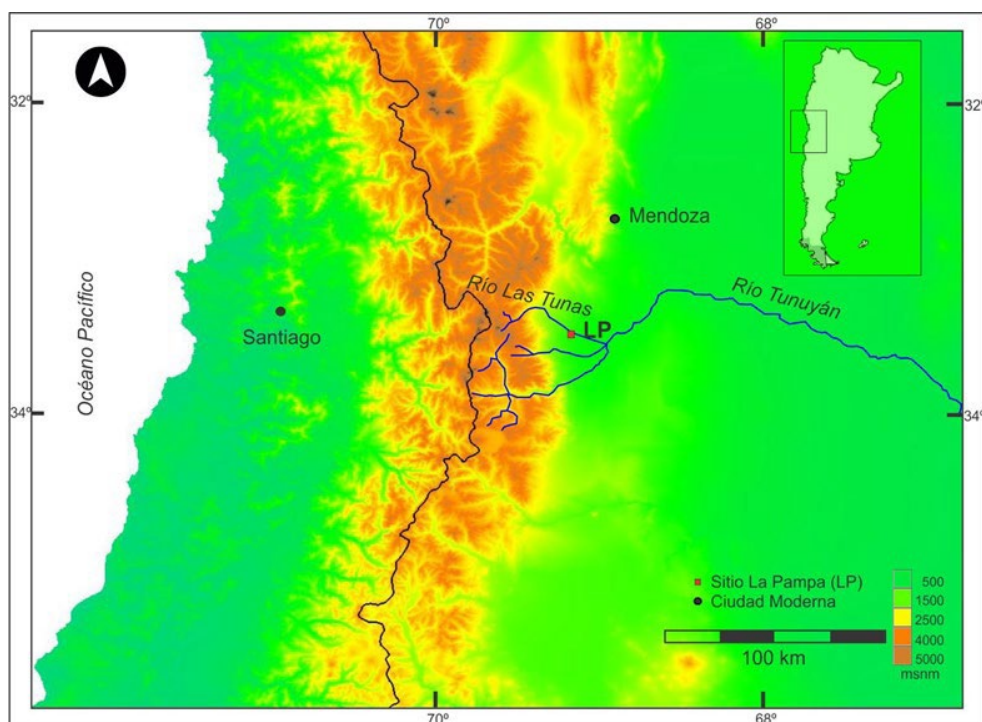 70º
68º
32º
32º
Mendoza
Río Las Tunas
Río Tunuyán
LP
Santiago
Océano Pacífico
34º
34º
Sitio La Pampa (LP)
Ciudad Moderna
100 km
500
1500
2500
4000
5000
msnm
70º
68º